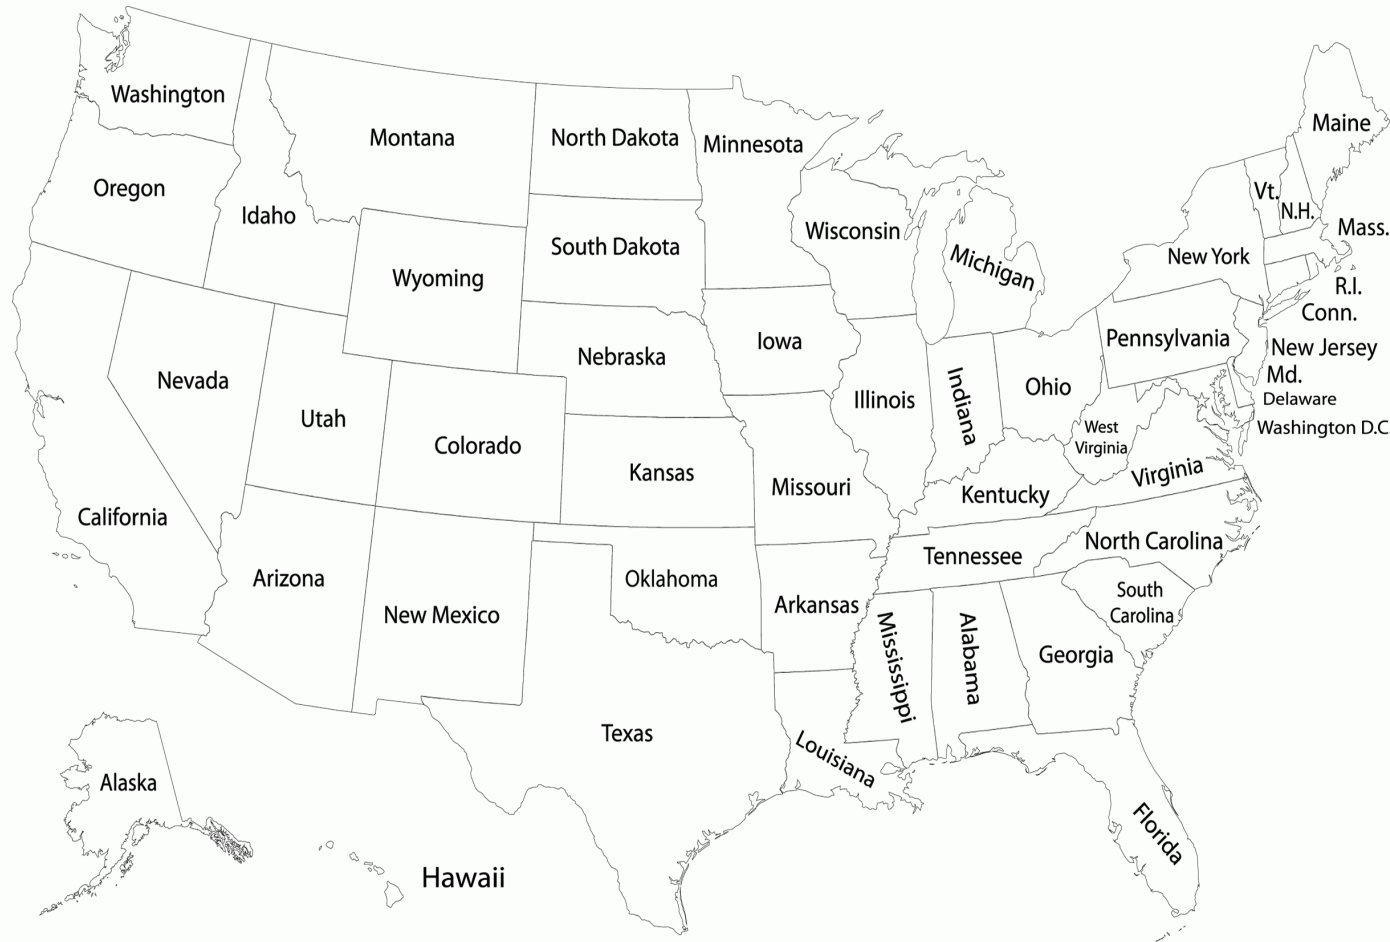 Washington
Montana
North Dakota
Minnesota
Maine
Oregon
Idaho
Vt.
N.H.
Wisconsin
Mass.
South Dakota
New York
Michigan
Wyoming
R.I.
Conn.
Pennsylvania
Iowa
New Jersey
Nebraska
Md.
Nevada
Ohio
Delaware
Illinois
Indiana
Utah
Washington D.C
West
Virginia
Colorado
Kansas
Virginia
Missouri
Kentucky
California
North Carolina
Tennessee
Arizona
Oklahoma
South
Carolina
Arkansas
New Mexico
Georgia
Alabama
Mississippi
Texas
Louisiana
Alaska
Florida
Hawaii